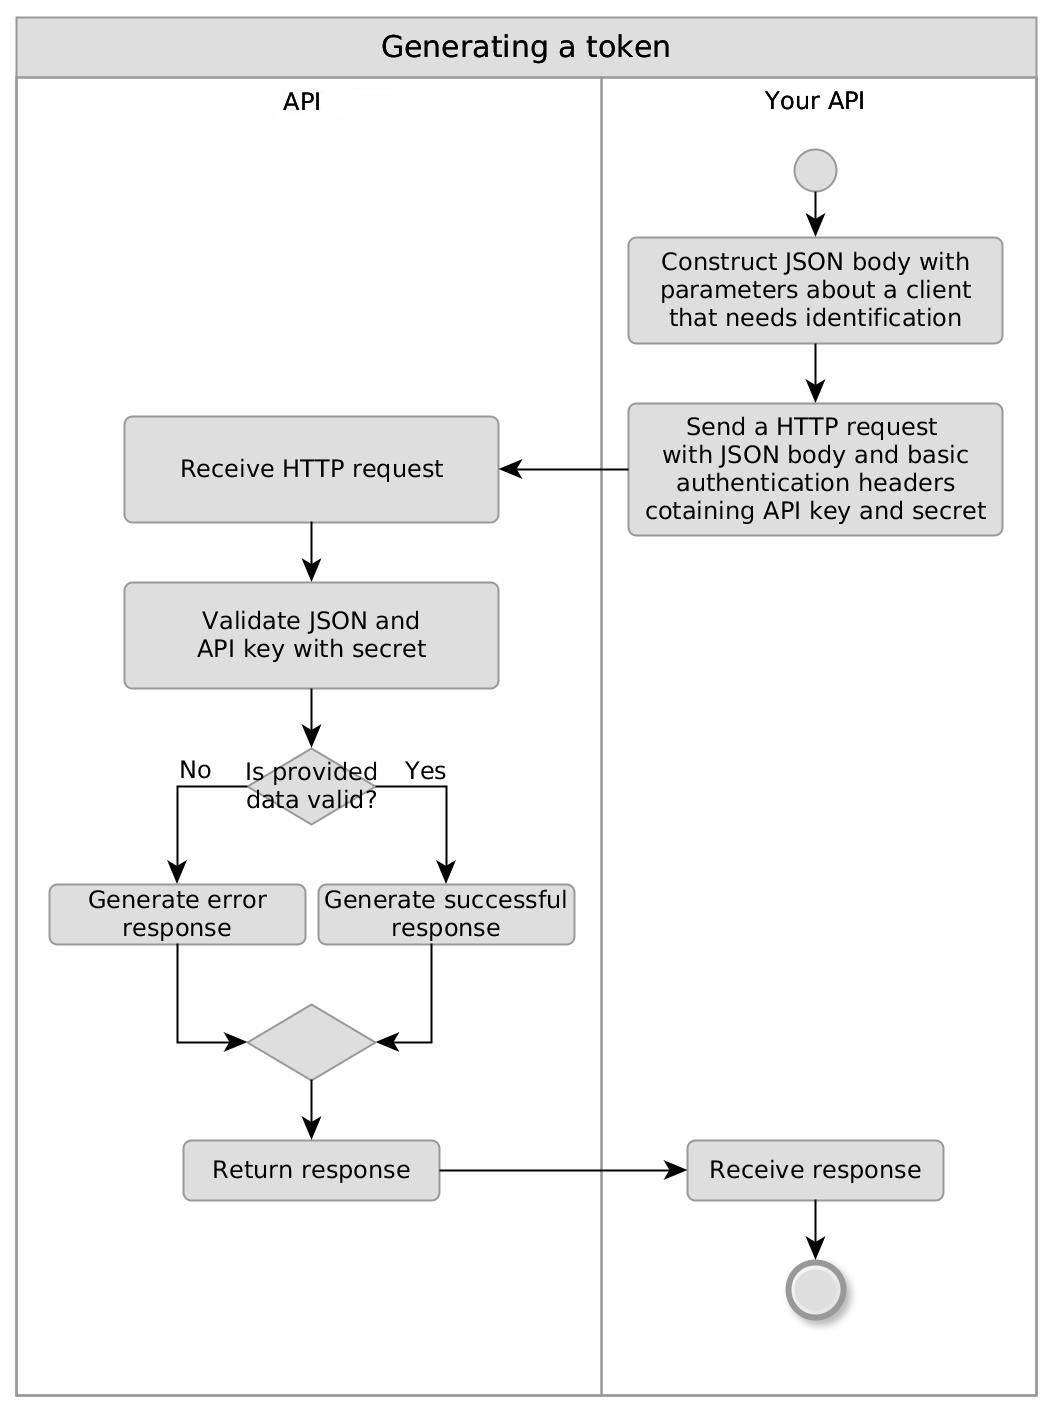 Generating a token
API
Your API
Construct JSON body with
parameters about a client
that needs identification
Send a HTTP request
with JSON body and basic
authentication headers
cotaining API key and secret
Receive HTTP request
Validate JSON and
API key with secret
No
Is provided
data valid?
Yes
Generate error
response
Generate successful
response
Return response
Receive response